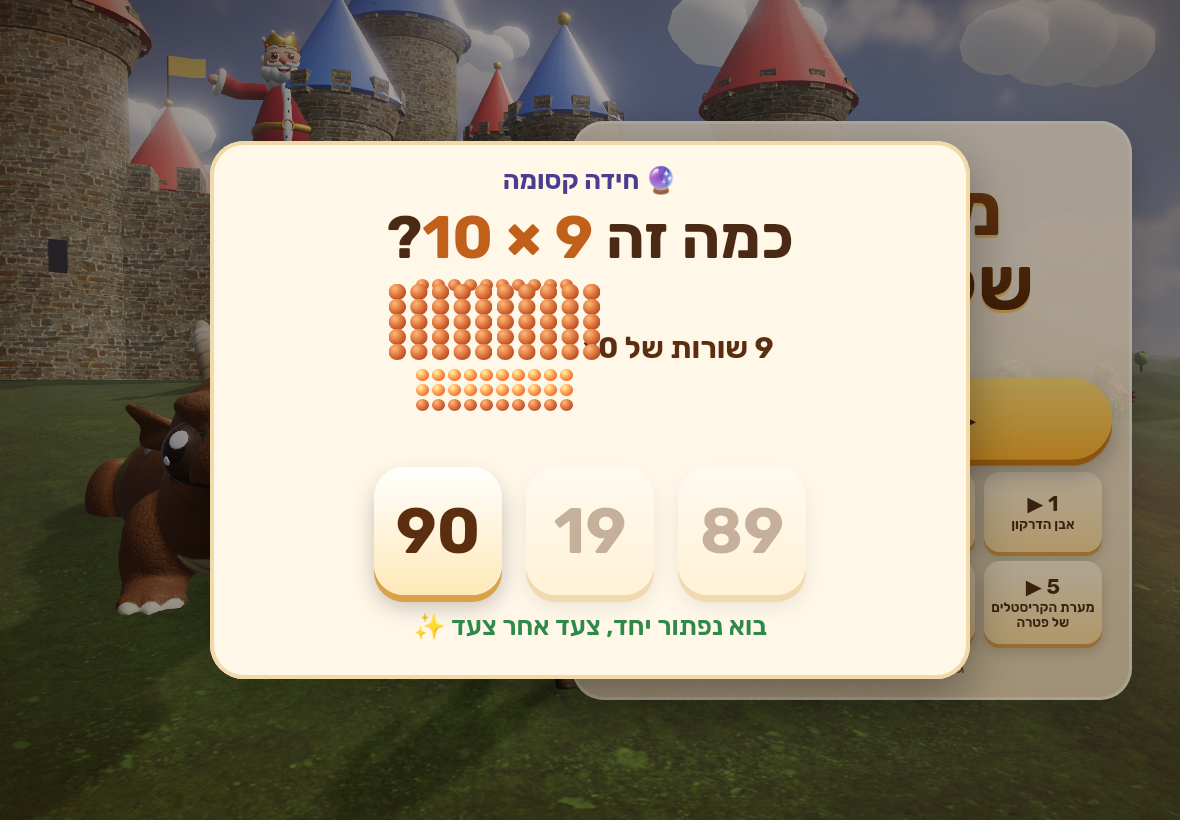 חידה קסומה
כמה זה 9 × 10?
9 שורות של
90
19
89
בוא נפתור יחד, צעד אחר צעד
1
אבן הדרקון
5
מערת הקריסטלים
של פטרה